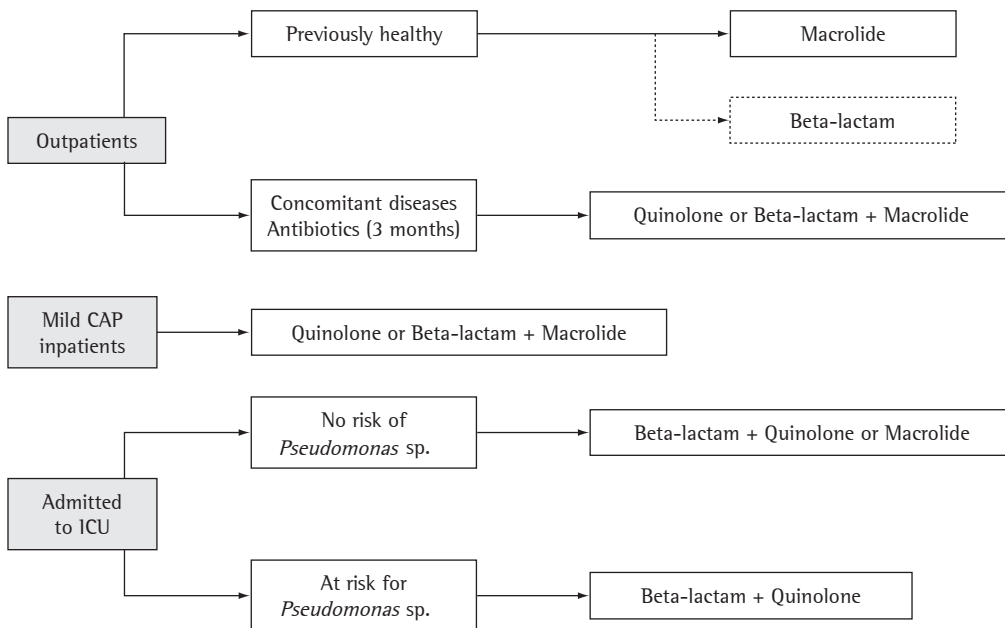 Previously healthy
Macrolide
Beta-lactam
Outpatients
Concomitant diseases
Antibiotics (3 months)
Quinolone or Beta-lactam + Macrolide
Mild CAP
inpatients
Quinolone or Beta-lactam + Macrolide
No risk of
Pseudomonas sp.
Beta-lactam + Quinolone or Macrolide
Admitted
to ICU
At risk for
Pseudomonas sp.
Beta-lactam + Quinolone